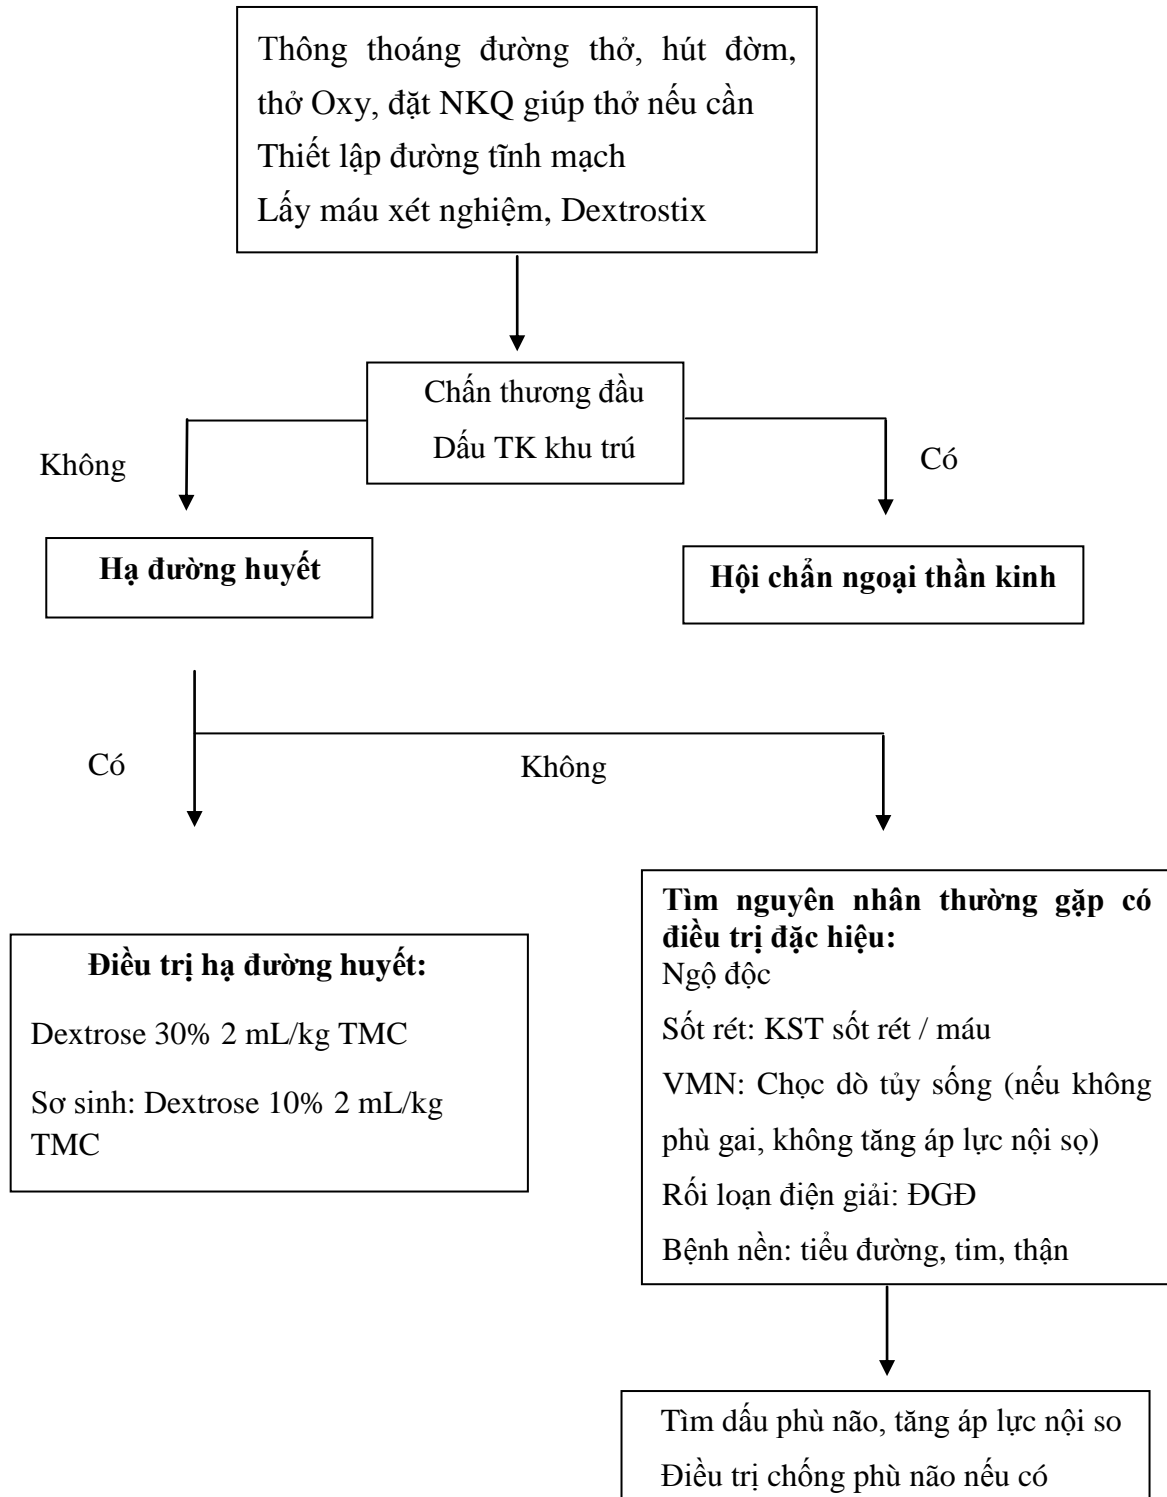 Thông thoáng đường thở, hút đờm,
thở Oxy, đặt NKQ giúp thở nếu cần
Thiết lập đường tĩnh mạch
Lấy máu xét nghiệm, Dextrostix
Chấn thương đầu
Dấu TK khu trú
Không
Có
Hạ đường huyết
Hội chẩn ngoại thần kinh
Có
Không
Điều trị hạ đường huyết:
Dextrose 30% 2 mL/kg TMC
Sơ sinh: Dextrose 10% 2 mL/kg
TMC
Tìm nguyên nhân thường gặp có
điều trị đặc hiệu:
Ngộ độc
Sốt rét: KST sốt rét / máu
VMN: Chọc dò tủy sống (nếu không
phù gai, không tăng áp lực nội sọ)
Rối loạn điện giải: ĐGĐ
Bệnh nền: tiểu đường, tim, thận
Tìm dấu phù não, tăng áp lực nội so
Điều trị chống phù não nếu có